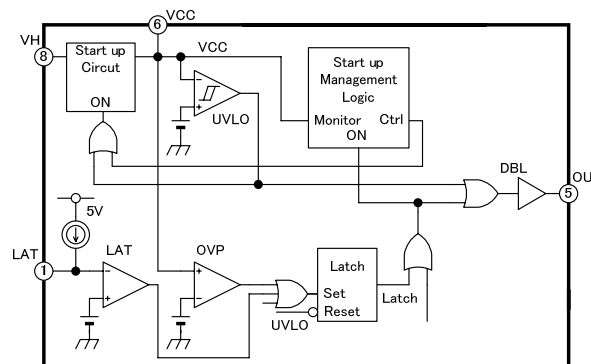 VCC
6
VH
8
Start up
Circut
ON
VCC
UVLO
Start up
Management
Logic
Monitor Ctrl
ON
DBL
OU
5
5V
LAT
1
LAT
OVP
Latch
Set
Reset
UVLO
Latch